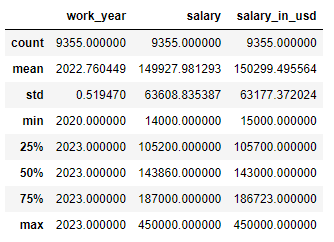 work_year salary salary_in_usd
count 9355.000000 9355.000000 9355.000000
mean 2022.760449 149927.981293 150299.495564
std 0.519470 63608.835387 63177.372024
min 2020.000000 14000.000000 15000.000000
25% 2023.000000 105200.000000 105700.000000
50% 2023.000000 143860.000000 143000.000000
75% 2023.000000 187000.000000 186723.000000
max 2023.000000 450000.000000 450000.000000